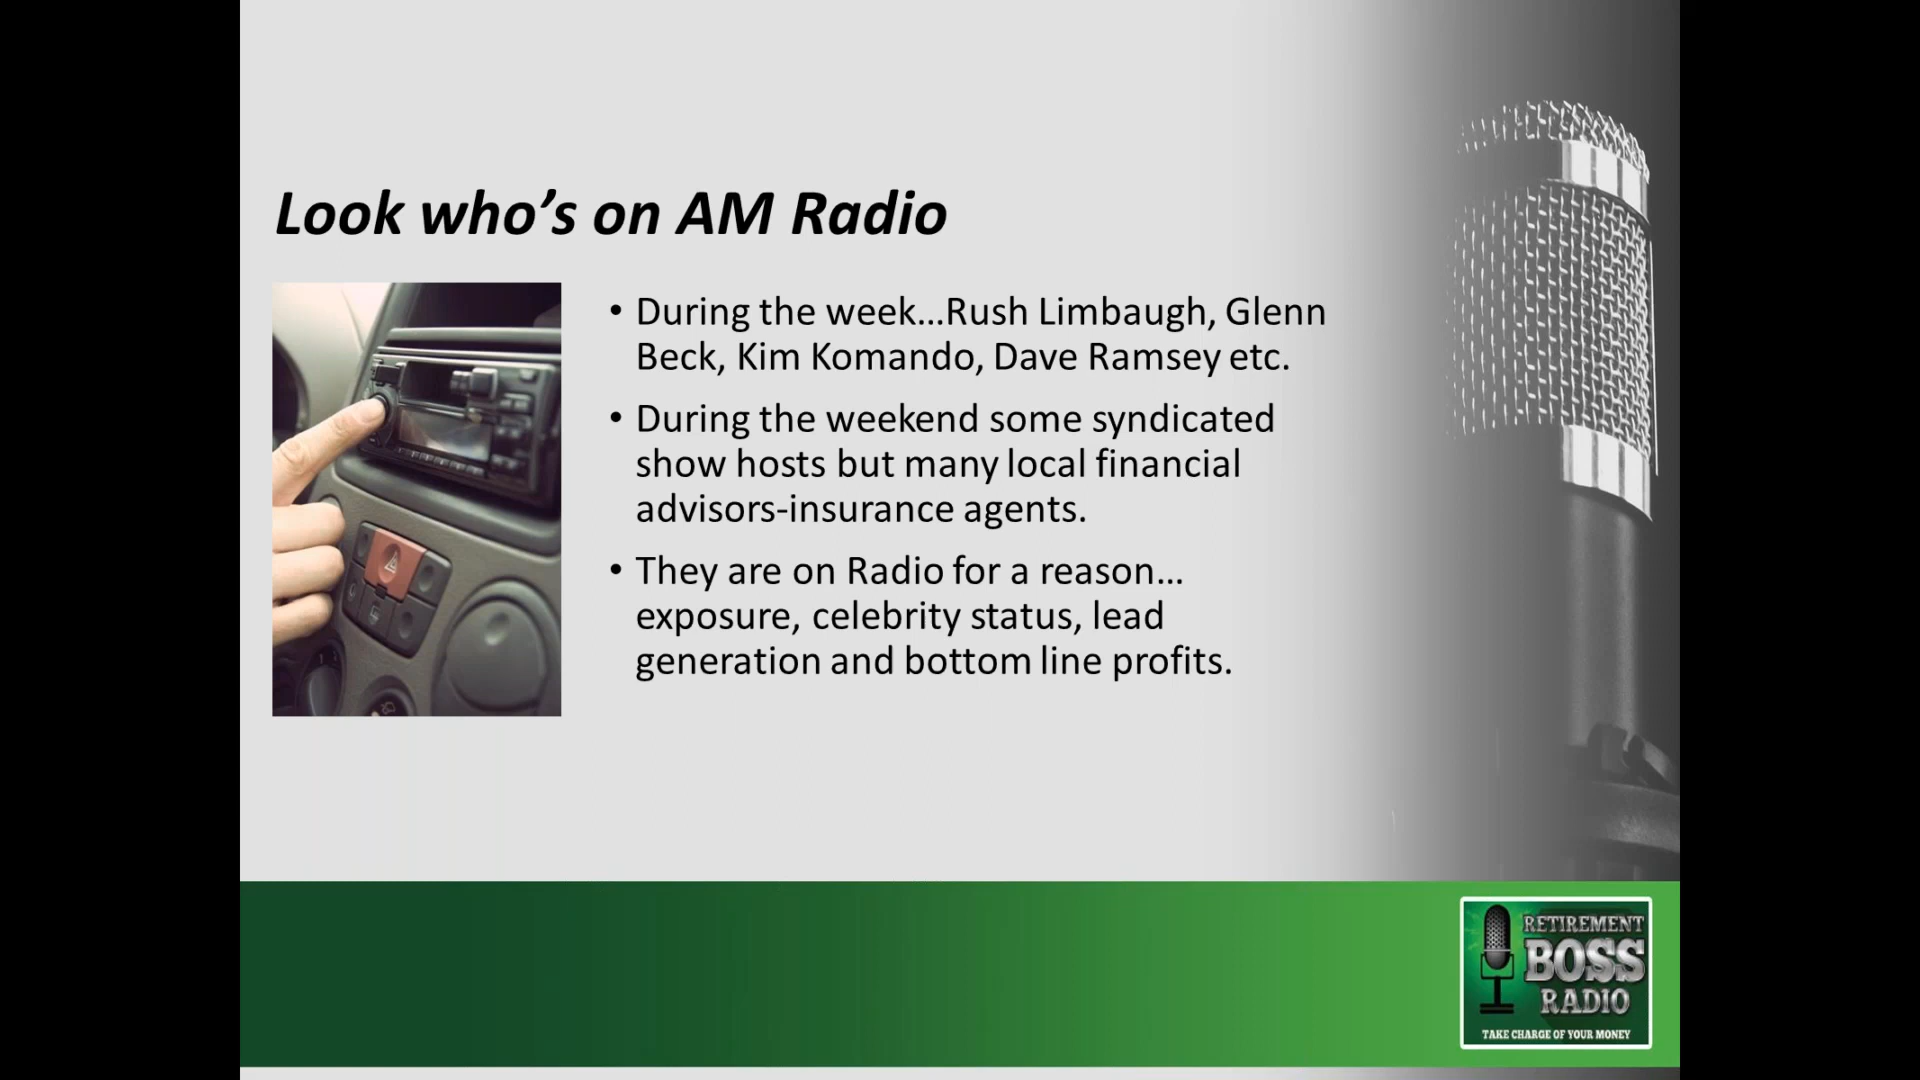 Look who's on AM Radio
• During the week...Rush Limbaugh, Glenn
Beck, Kim Komando, Dave Ramsey etc.
• During the weekend some syndicated
show hosts but many local financial
advisors-insurance agents.
• They are on Radio for a reason...
exposure, celebrity status, lead
generation and bottom line profits.
RETIREMENT
BOSS
RADIO
TAKE CHARGE OF YOUR MONEY